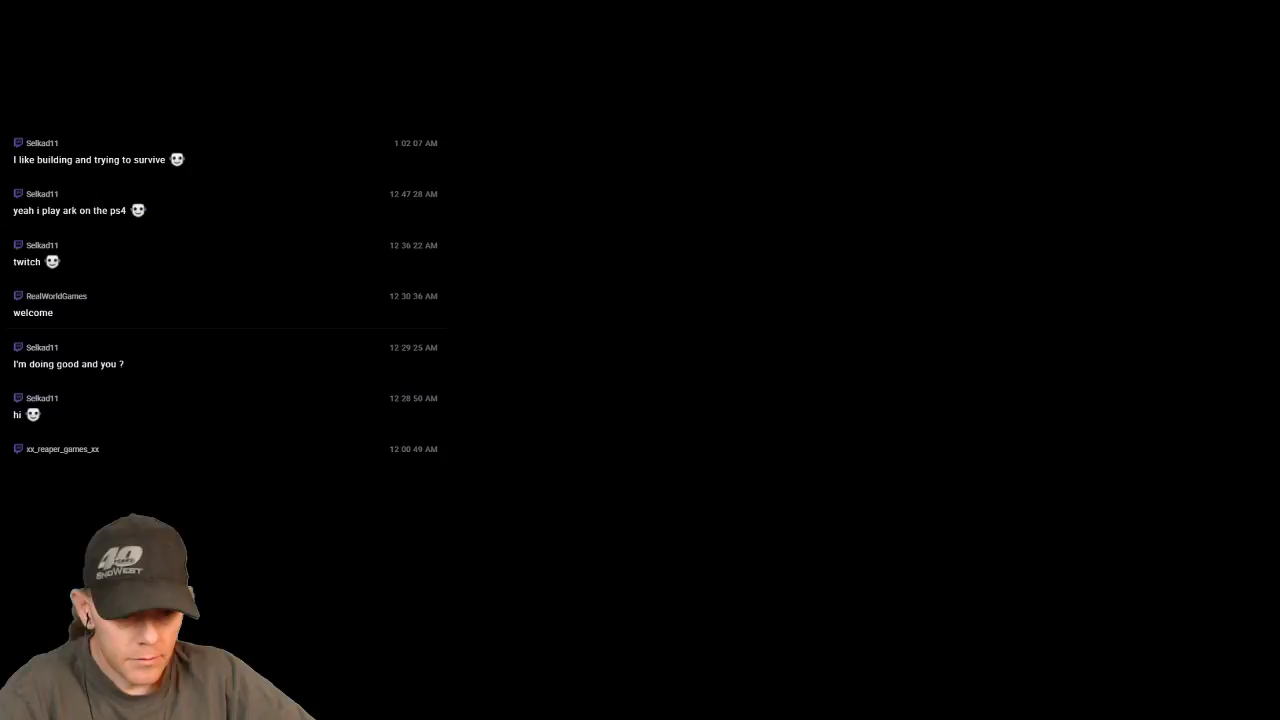 Selkad11 1 02 07 AM
I like building and trying to survive
Selkad11 12 47 28 AM
yeah i play ark on the ps4
Selkad11 12 36 22 AM
twitch
RealWorldGames 12 30 36 AM
welcome
Selkad11 12 29 25 AM
I'm doing good and you ?
Selkad11 12 28 50 AM
hi
xx_reaper_games_xx 12 00 49 AM
40
SNOWEST